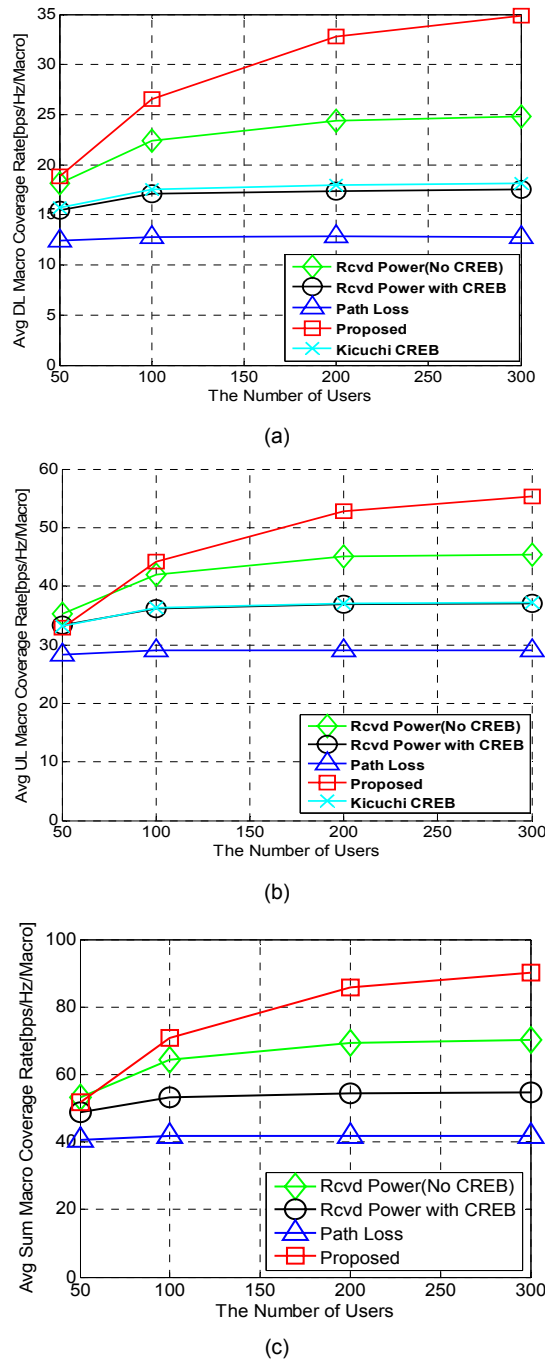 35
30
25
20
15
10
5
0
Avg DL Macro Coverage Rate[bps/Hz/Macro]
Rcvd Power(No CREB)
Rcvd Power with CREB
Path Loss
Proposed
Kicuchi CREB
50 100 150 200 250 300
The Number of Users
(a)
60
50
40
30
20
10
0
Avg UL Macro Coverage Rate[bps/Hz/Macro]
Rcvd Power(No CREB)
Rcvd Power with CREB
Path Loss
Proposed
Kicuchi CREB
50 100 150 200 250 300
The Number of Users
(b)
100
80
60
40
20
0
Avg Sum Macro Coverage Rate[bps/Hz/Macro]
Rcvd Power(No CREB)
Rcvd Power with CREB
Path Loss
Proposed
50 100 150 200 250 300
The Number of Users
(c)